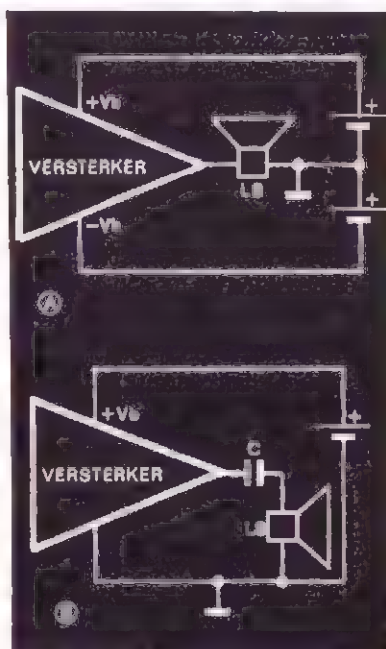 +Vb
VERSTERKER
LS
+
+
-Vb
A
+Vb
+
C
VERSTERKER
LS